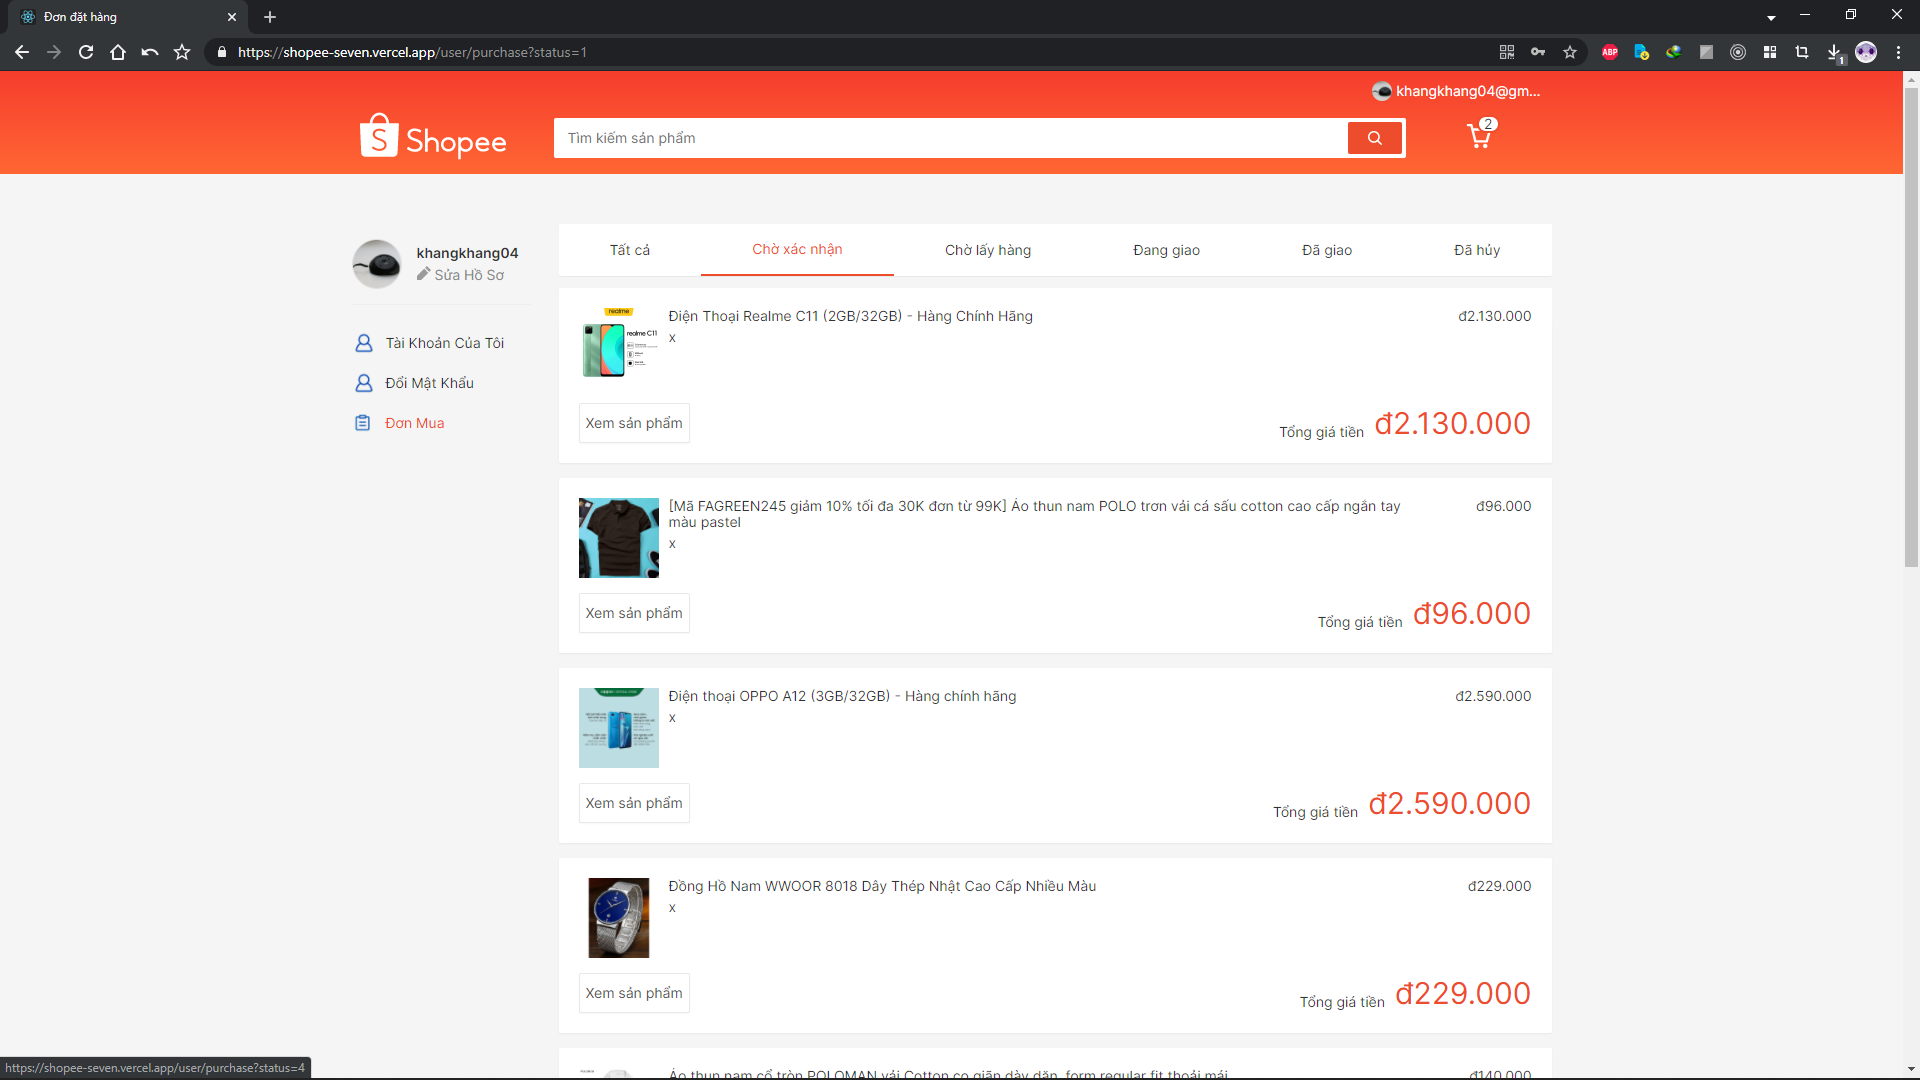 Đơn đặt hàng
https://shopee-seven.vercel.app/user/purchase?status=1
ABP
1
khangkhang04@gm...
Shopee
Tìm kiếm sản phẩm
2
khangkhang04
Sửa Hồ Sơ
Tài Khoản Của Tôi
Đổi Mật Khẩu
Đơn Mua
Tất cả
Chờ xác nhận
Chờ lấy hàng
Đang giao
Đã giao
Đã hủy
realme
realme C11
Điện Thoại Realme C11 (2GB/32GB) - Hàng Chính Hãng
đ2.130.000
x
Xem sản phẩm
Tổng giá tiền đ2.130.000
[Mã FAGREEN245 giảm 10% tối đa 30K đơn từ 99K] Áo thun nam POLO trơn vải cá sấu cotton cao cấp ngắn tay
màu pastel
đ96.000
x
Xem sản phẩm
Tổng giá tiền đ96.000
Điện thoại OPPO A12 (3GB/32GB) - Hàng chính hãng
đ2.590.000
x
Xem sản phẩm
Tổng giá tiền đ2.590.000
Đồng Hồ Nam WWOOR 8018 Dây Thép Nhật Cao Cấp Nhiều Màu
đ229.000
x
Xem sản phẩm
Tổng giá tiền đ229.000
Áo thun nam cổ tròn POLOMAN vải Cotton co giãn dày dặn, form regular fit thoải mái
đ140.000
https://shopee-seven.vercel.app/user/purchase?status=4